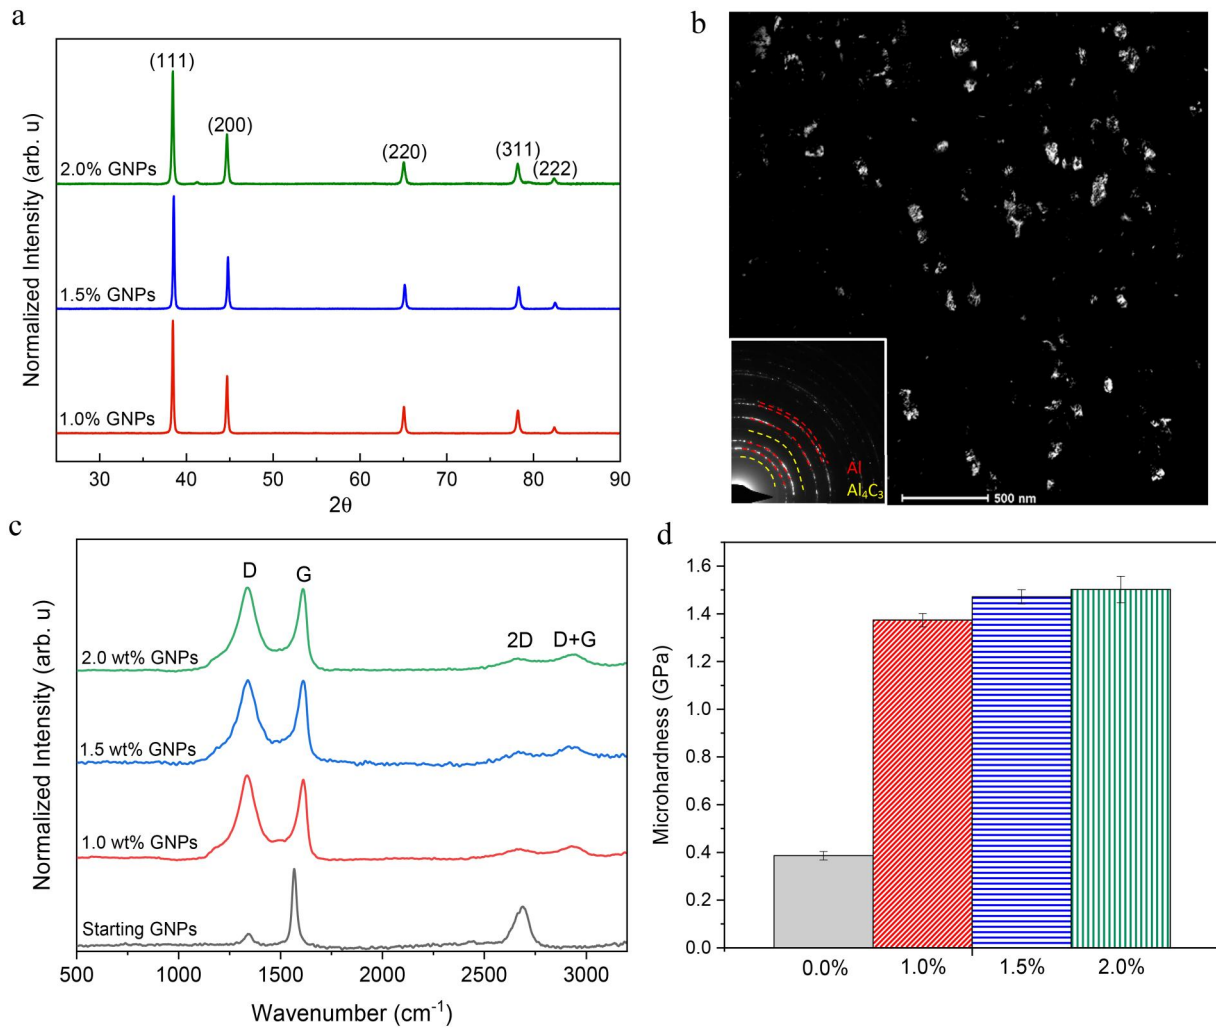 a
Normalized Intensity (arb. u)
(111)
(200)
(220)
(311)
(222)
2.0% GNPs
1.5% GNPs
1.0% GNPs
30 40 50 60 70 80 90
2θ
b
Al
Al₄C₃
500 nm
c
Normalized Intensity (arb. u)
D
G
2D
D+G
2.0 wt% GNPs
1.5 wt% GNPs
1.0 wt% GNPs
Starting GNPs
500 1000 1500 2000 2500 3000
Wavenumber (cm⁻¹)
d
Microhardness (GPa)
1.6
1.4
1.2
1.0
0.8
0.6
0.4
0.2
0.0
0.0% 1.0% 1.5% 2.0%